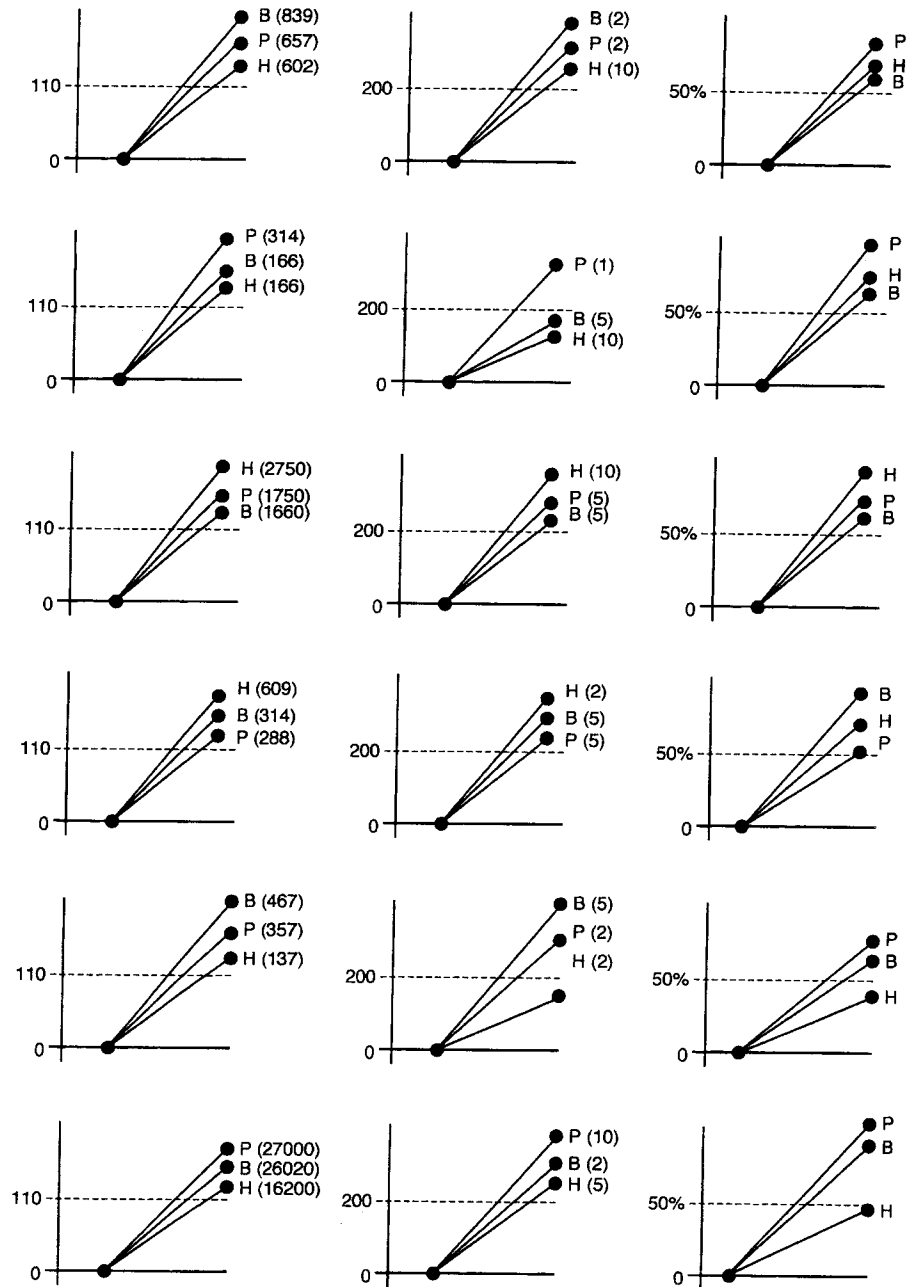 B (839)
P (657)
H (602)
110
0
B (2)
P (2)
H (10)
200
0
P
H
B
50%
0
P (314)
B (166)
H (166)
110
0
P (1)
B (5)
H (10)
200
0
P
H
B
50%
0
H (2750)
P (1750)
B (1660)
110
0
H (10)
P (5)
B (5)
200
0
H
P
B
50%
0
H (609)
B (314)
P (288)
110
0
H (2)
B (5)
P (5)
200
0
B
H
P
50%
0
B (467)
P (357)
H (137)
110
0
B (5)
P (2)
H (2)
200
0
P
B
H
50%
0
P (27000)
B (26020)
H (16200)
110
0
P (10)
B (2)
H (5)
200
0
P
B
H
50%
0